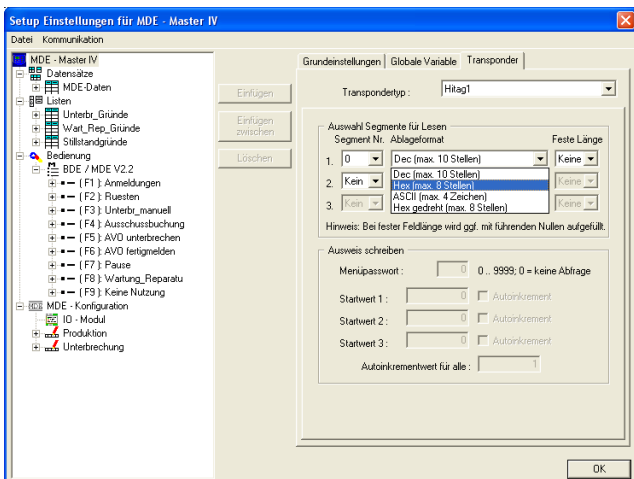 Setup Einstellungen für MDE - Master IV
Datei Kommunikation
MDE - Master IV
Datensätze
MDE-Daten
Listen
Unterbr_Gründe
Wart_Rep_Gründe
Stillstandgründe
Bedienung
BDE / MDE V2.2
( F1 ): Anmeldungen
( F2 ): Ruesten
( F3 ): Unterbr_manuell
( F4 ): Ausschussbuchung
( F5 ): AVO unterbrechen
( F6 ): AVO fertigmelden
( F7 ): Pause
( F8 ): Wartung_Reparatu
( F9 ): Keine Nutzung
MDE - Konfiguration
IO - Modul
Produktion
Unterbrechung
Einfügen
Einfügen
zwischen
Löschen
Grundeinstellungen Globale Variable Transponder
Transpondertyp : Hitag1
Auswahl Segmente für Lesen
Segment Nr. Ablageformat Feste Länge
1. 0 Dec (max. 10 Stellen) Keine
Dec (max. 10 Stellen)
2. Kein Hex (max. 8 Stellen) Keine
ASCII (max. 4 Zeichen)
3. Kein Hex gedreht (max. 8 Stellen) Keine
Hinweis: Bei fester Feldlänge wird ggf. mit führenden Nullen aufgefüllt.
Ausweis schreiben
Menüpasswort : 0 0 .. 9999; 0 = keine Abfrage
Startwert 1 : 0 Autoinkrement
Startwert 2 : 0 Autoinkrement
Startwert 3 : 0 Autoinkrement
Autoinkrementwert für alle : 1
OK